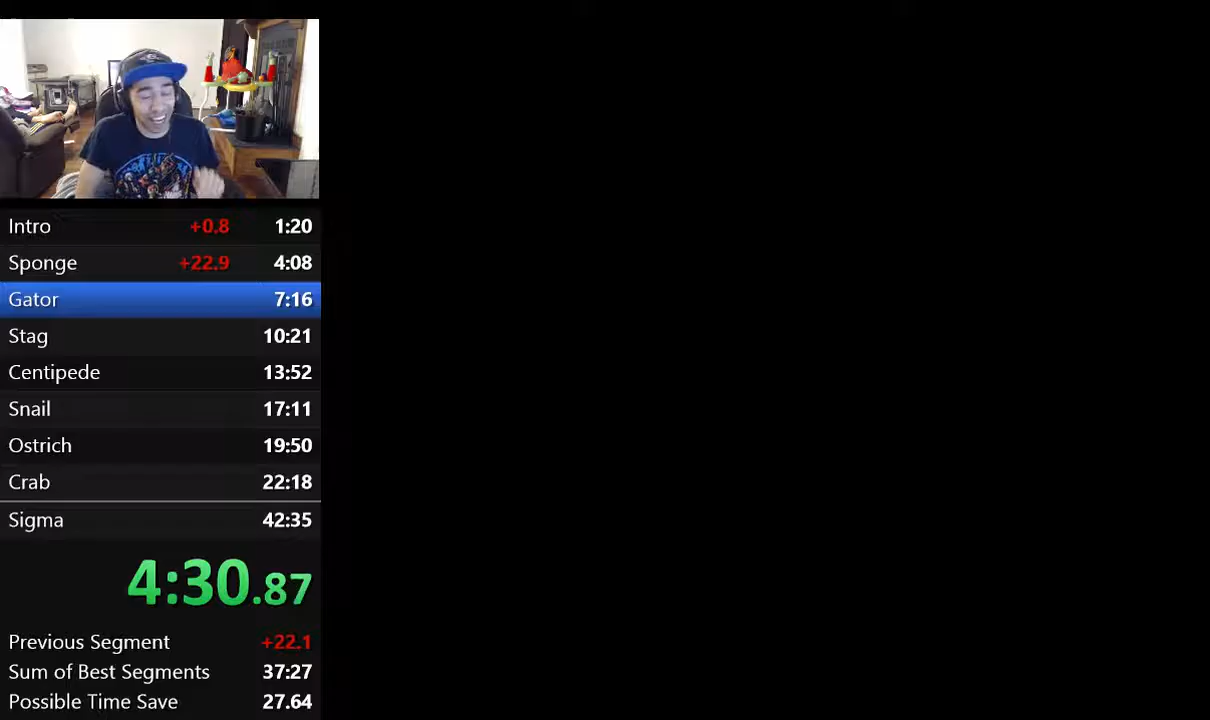 Intro +0.8 1:20
Sponge +22.9 4:08
Gator 7:16
Stag 10:21
Centipede 13:52
Snail 17:11
Ostrich 19:50
Crab 22:18
Sigma 42:35
4:30.87
Previous Segment +22.1
Sum of Best Segments 37:27
Possible Time Save 27.64